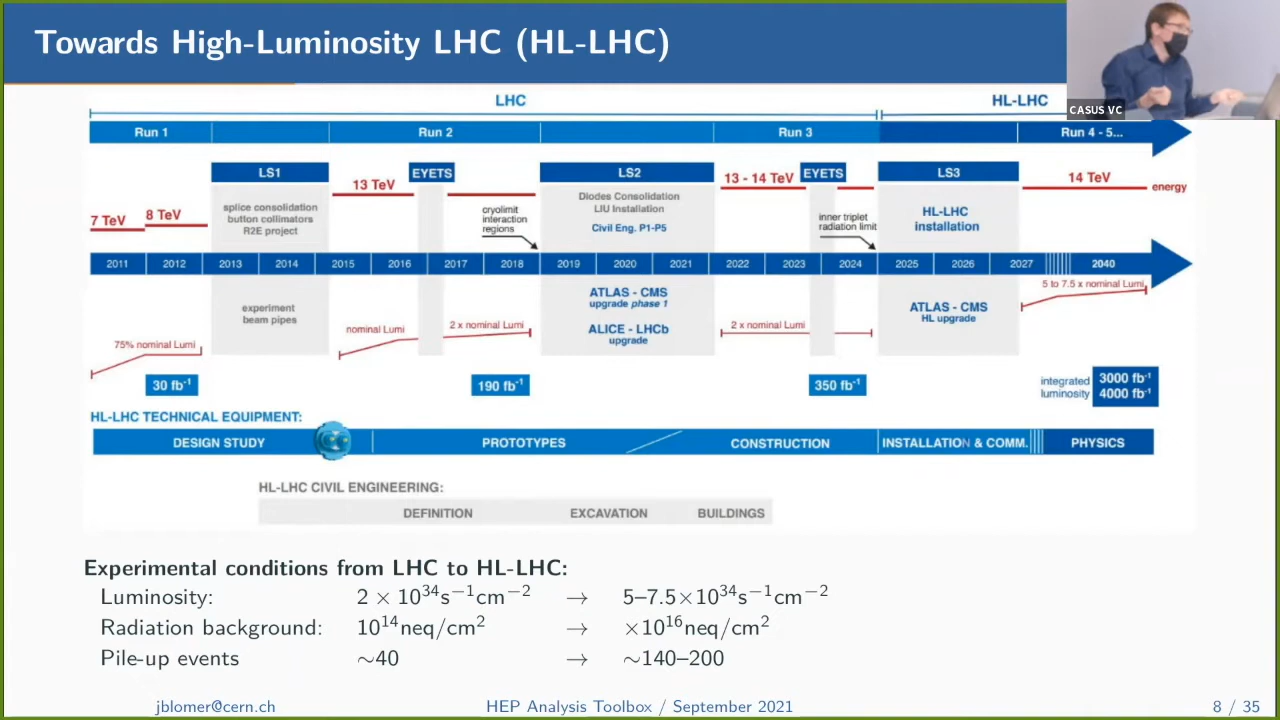 Towards High-Luminosity LHC (HL-LHC)
CASUS VC
LHC
HL-LHC
Run 1
Run 2
Run 3
Run 4 - 5...
LS1
EYETS
LS2
EYETS
LS3
7 TeV
8 TeV
13 TeV
13 - 14 TeV
14 TeV
energy
splice consolidation
button collimators
R2E project
cryolimit
interaction
regions
Diodes Consolidation
LIU Installation
Civil Eng. P1-P5
inner triplet
radiation limit
HL-LHC
installation
2011 2012 2013 2014 2015 2016 2017 2018 2019 2020 2021 2022 2023 2024 2025 2026 2027 2040
experiment
beam pipes
ATLAS - CMS
upgrade phase 1
ALICE - LHCb
upgrade
ATLAS - CMS
HL upgrade
75% nominal Lumi
nominal Lumi
2 x nominal Lumi
2 x nominal Lumi
5 to 7.5 x nominal Lumi
30 fb⁻¹
190 fb⁻¹
350 fb⁻¹
integrated
luminosity
3000 fb⁻¹
4000 fb⁻¹
HL-LHC TECHNICAL EQUIPMENT:
DESIGN STUDY
PROTOTYPES
CONSTRUCTION
INSTALLATION & COMM.
PHYSICS
HL-LHC CIVIL ENGINEERING:
DEFINITION
EXCAVATION
BUILDINGS
Experimental conditions from LHC to HL-LHC:
Luminosity: 2 × 10³⁴s⁻¹cm⁻² → 5–7.5×10³⁴s⁻¹cm⁻²
Radiation background: 10¹⁴neq/cm² → ×10¹⁶neq/cm²
Pile-up events ∼40 → ∼140–200
jblomer@cern.ch
HEP Analysis Toolbox / September 2021
8 / 35